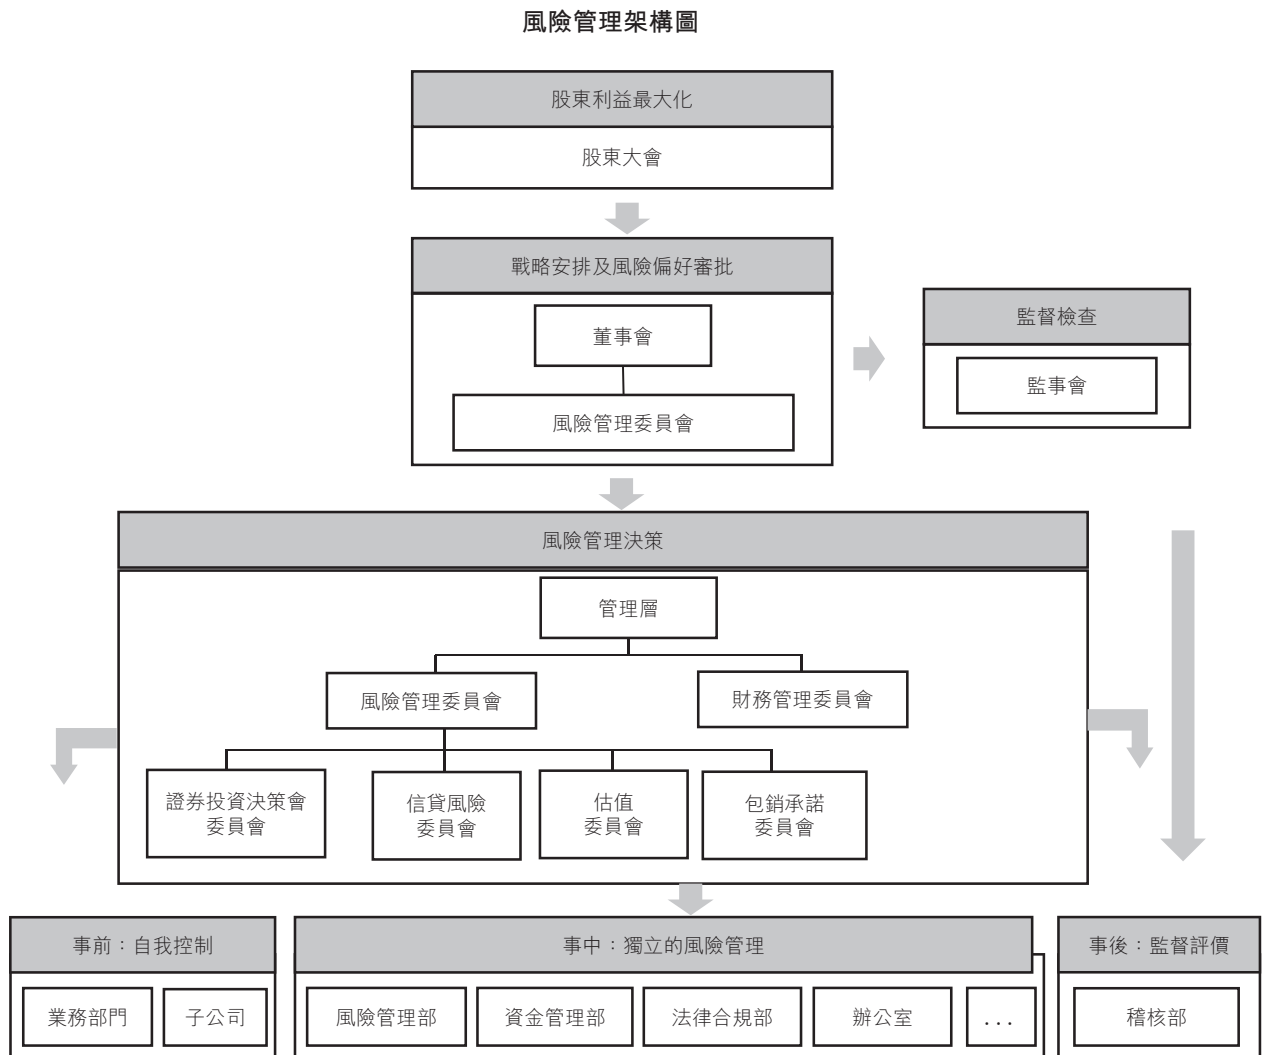 風險管理架構圖
股東利益最大化
股東大會
戰略安排及風險偏好審批
董事會
風險管理委員會
監督檢查
監事會
風險管理決策
管理層
風險管理委員會
財務管理委員會
證券投資決策會
委員會
信貸風險
委員會
估值
委員會
包銷承諾
委員會
事前：自我控制
業務部門
子公司
事中：獨立的風險管理
風險管理部
資金管理部
法律合規部
辦公室
...
事後：監督評價
稽核部